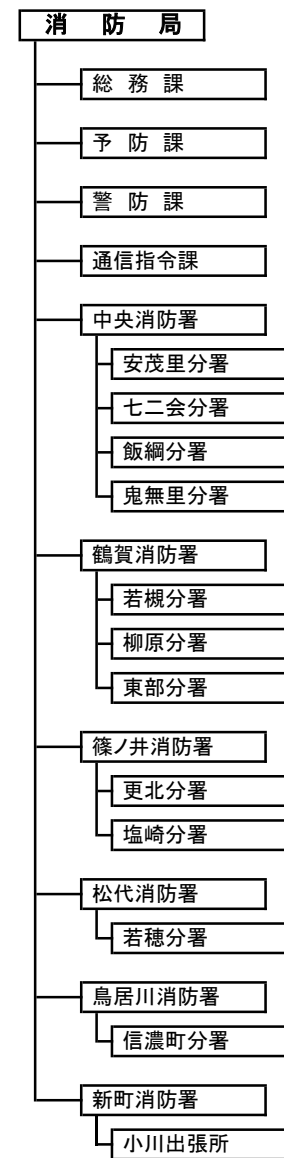 消 防 局
総 務 課
予 防 課
警 防 課
通信指令課
中央消防署
安茂里分署
七二会分署
飯綱分署
鬼無里分署
鶴賀消防署
若槻分署
柳原分署
東部分署
篠ノ井消防署
更北分署
塩崎分署
松代消防署
若穂分署
鳥居川消防署
信濃町分署
新町消防署
小川出張所